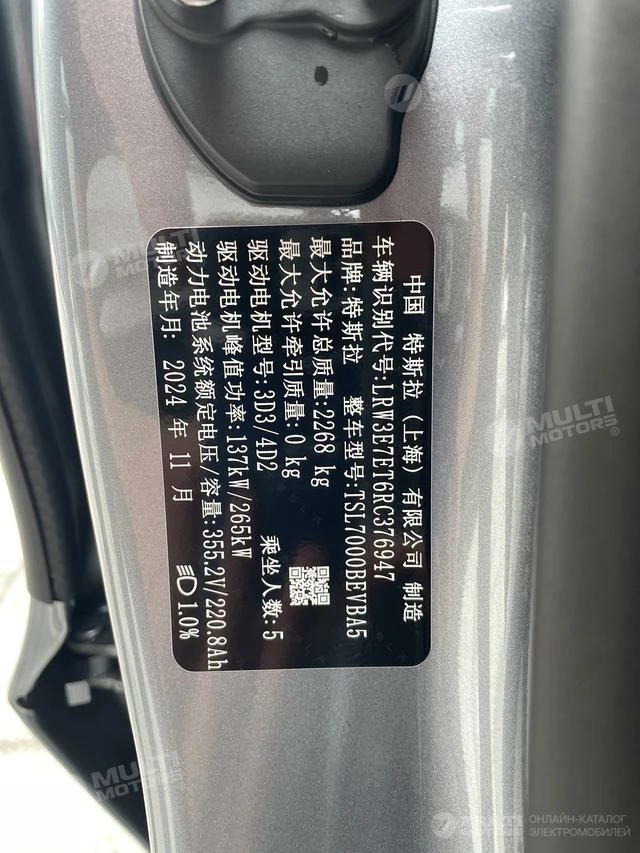 中国 特斯拉(上海)有限公司 制造
车辆识别代号:LRW3E7ET6RC376947
品牌:特斯拉 整车型号:TSL7000BEVBA5
最大允许总质量:2268 kg
最大允许牵引质量:0 kg
驱动电机型号:3D3/4D2 乘坐人数:5
驱动电机峰值功率:137kW/265kW
动力电池系统额定电压/容量:355.2V/220.8Ah
制造年月: 2024 年 11 月 1.0%
MULTI MOTORS®
MULTI MOTORS
MULTI MOTORS
ОНЛАЙН-КАТАЛОГ
ЭЛЕКТРОМОБИЛЕЙ